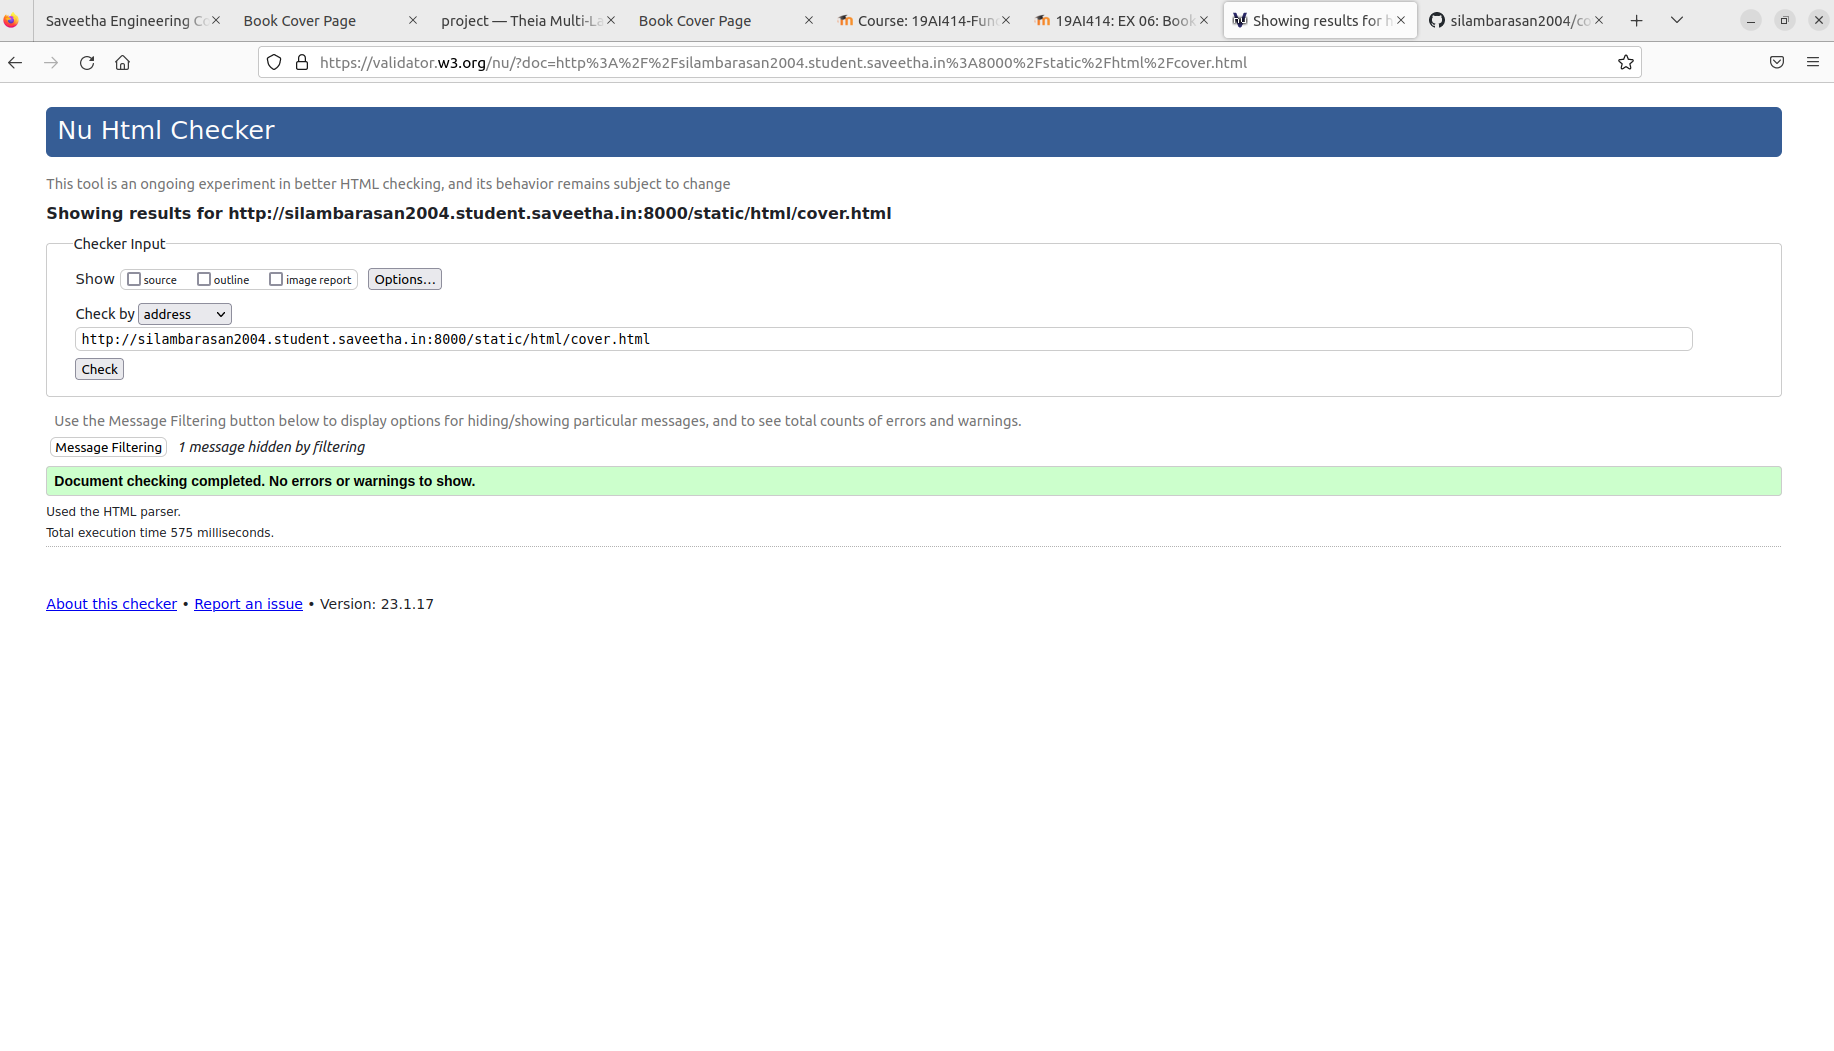 Saveetha Engineering Co
Book Cover Page
project — Theia Multi-La
Book Cover Page
Course: 19AI414-Fun
19AI414: EX 06: Book
Showing results for h
silambarasan2004/co
https://validator.w3.org/nu/?doc=http%3A%2F%2Fsilambarasan2004.student.saveetha.in%3A8000%2Fstatic%2Fhtml%2Fcover.html
Nu Html Checker
This tool is an ongoing experiment in better HTML checking, and its behavior remains subject to change
Showing results for http://silambarasan2004.student.saveetha.in:8000/static/html/cover.html
Checker Input
Show source outline image report Options...
Check by address
http://silambarasan2004.student.saveetha.in:8000/static/html/cover.html
Check
Use the Message Filtering button below to display options for hiding/showing particular messages, and to see total counts of errors and warnings.
Message Filtering 1 message hidden by filtering
Document checking completed. No errors or warnings to show.
Used the HTML parser.
Total execution time 575 milliseconds.
About this checker • Report an issue • Version: 23.1.17